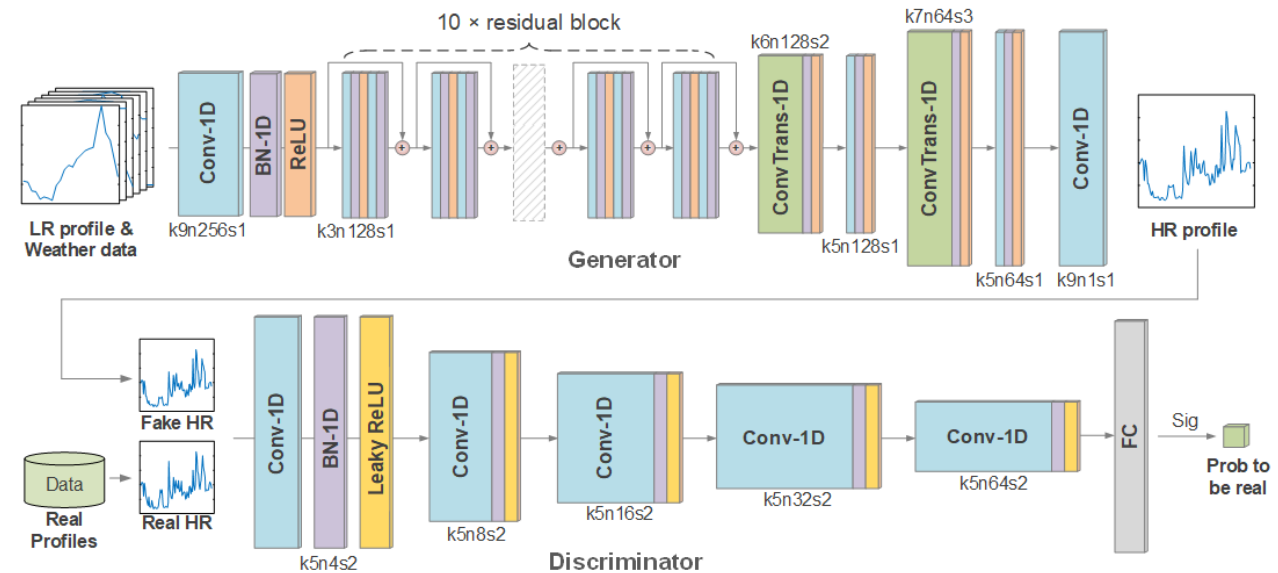 10 × residual block
k7n64s3
k6n128s2
Conv-1D
BN-1D
ReLU
+
+
+
+
+
ConvTrans-1D
ConvTrans-1D
Conv-1D
LR profile &
Weather data
k9n256s1
k3n128s1
k5n128s1
k5n64s1
k9n1s1
HR profile
Generator
Fake HR
Data
Real
Profiles
Real HR
Conv-1D
BN-1D
Leaky ReLU
k5n4s2
Conv-1D
k5n8s2
Conv-1D
k5n16s2
Conv-1D
k5n32s2
Conv-1D
k5n64s2
FC
Sig
Prob to
be real
Discriminator